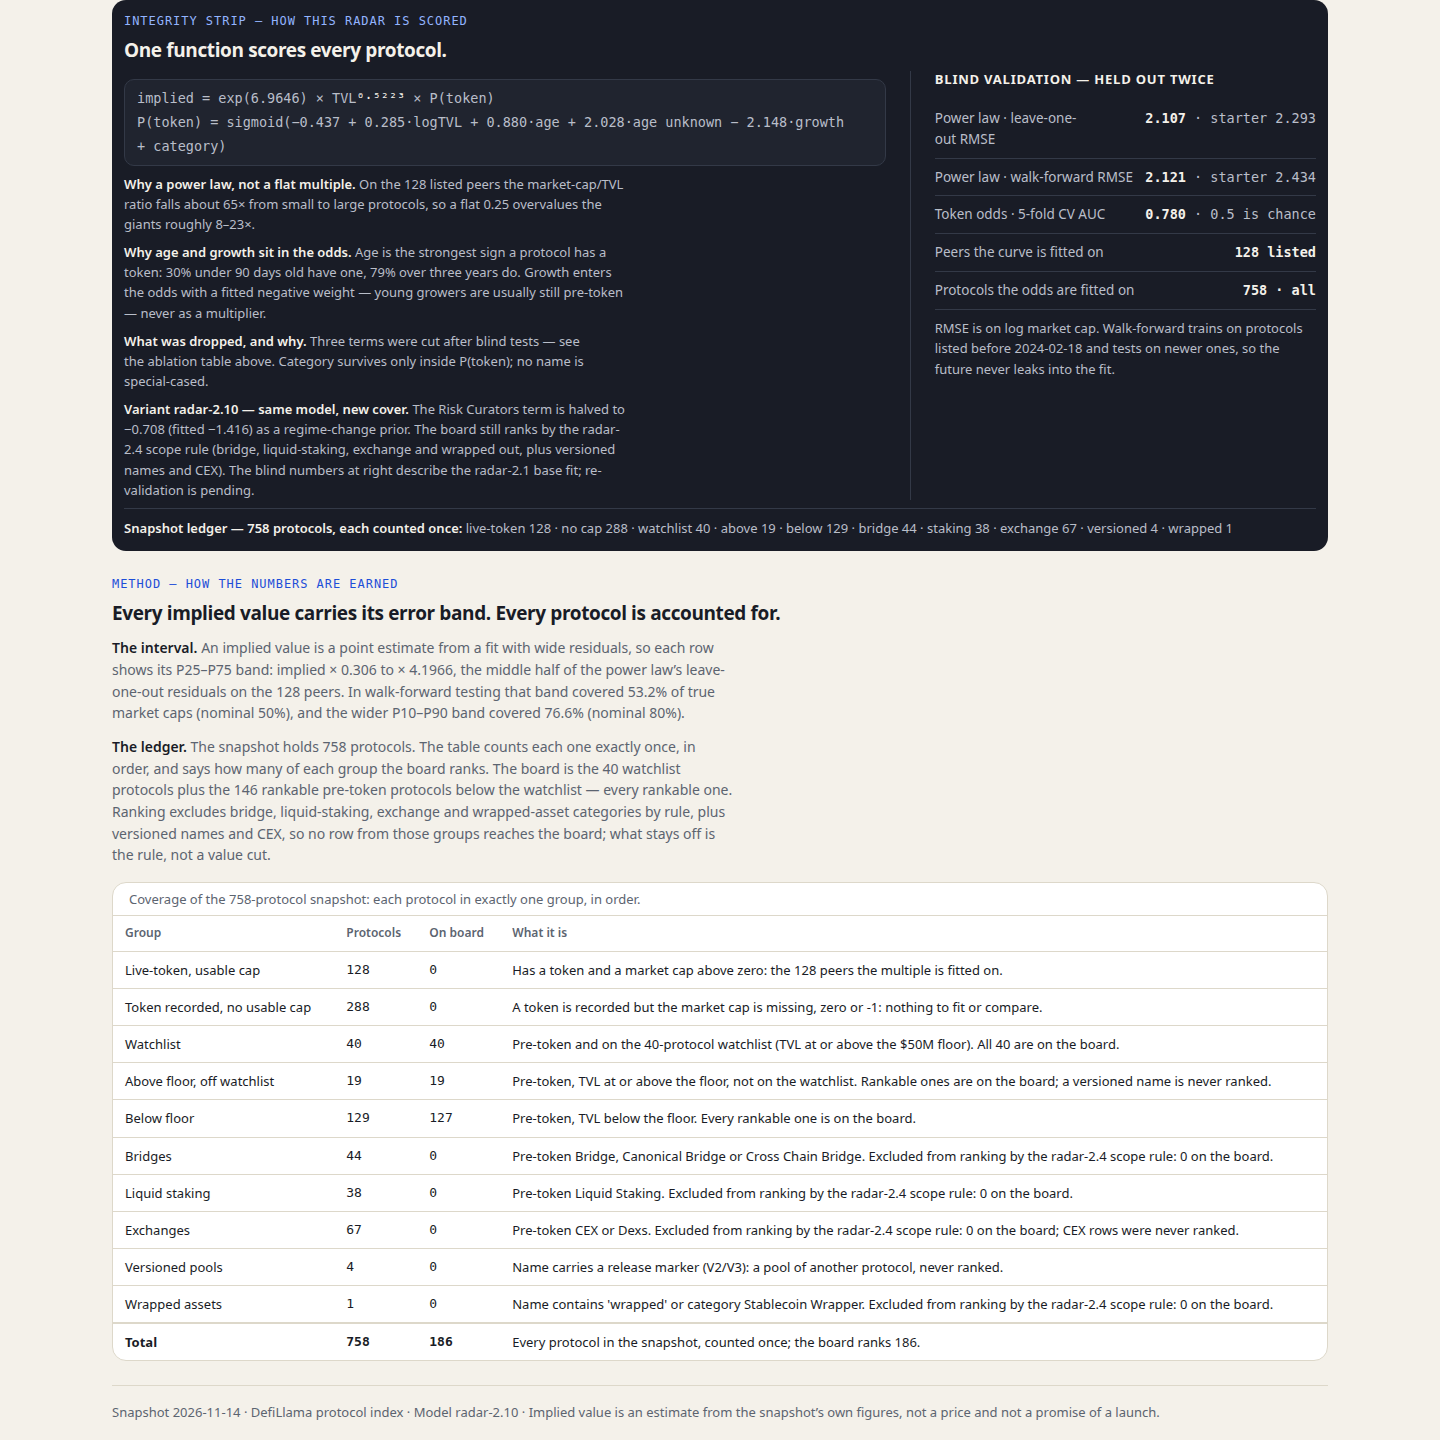 INTEGRITY STRIP — HOW THIS RADAR IS SCORED
One function scores every protocol.
implied = exp(6.9646) × TVL⁰·⁵²²³ × P(token)
P(token) = sigmoid(−0.437 + 0.285·logTVL + 0.880·age + 2.028·age unknown − 2.148·growth
+ category)
Why a power law, not a flat multiple. On the 128 listed peers the market-cap/TVL
ratio falls about 65× from small to large protocols, so a flat 0.25 overvalues the
giants roughly 8–23×.
Why age and growth sit in the odds. Age is the strongest sign a protocol has a
token: 30% under 90 days old have one, 79% over three years do. Growth enters
the odds with a fitted negative weight — young growers are usually still pre-token
— never as a multiplier.
What was dropped, and why. Three terms were cut after blind tests — see
the ablation table above. Category survives only inside P(token); no name is
special-cased.
Variant radar-2.10 — same model, new cover. The Risk Curators term is halved to
−0.708 (fitted −1.416) as a regime-change prior. The board still ranks by the radar-
2.4 scope rule (bridge, liquid-staking, exchange and wrapped out, plus versioned
names and CEX). The blind numbers at right describe the radar-2.1 base fit; re-
validation is pending.
BLIND VALIDATION — HELD OUT TWICE
Power law · leave-one-
out RMSE
2.107 · starter 2.293
Power law · walk-forward RMSE 2.121 · starter 2.434
Token odds · 5-fold CV AUC 0.780 · 0.5 is chance
Peers the curve is fitted on 128 listed
Protocols the odds are fitted on 758 · all
RMSE is on log market cap. Walk-forward trains on protocols
listed before 2024-02-18 and tests on newer ones, so the
future never leaks into the fit.
Snapshot ledger — 758 protocols, each counted once: live-token 128 · no cap 288 · watchlist 40 · above 19 · below 129 · bridge 44 · staking 38 · exchange 67 · versioned 4 · wrapped 1
METHOD — HOW THE NUMBERS ARE EARNED
Every implied value carries its error band. Every protocol is accounted for.
The interval. An implied value is a point estimate from a fit with wide residuals, so each row
shows its P25–P75 band: implied × 0.306 to × 4.1966, the middle half of the power law's leave-
one-out residuals on the 128 peers. In walk-forward testing that band covered 53.2% of true
market caps (nominal 50%), and the wider P10–P90 band covered 76.6% (nominal 80%).
The ledger. The snapshot holds 758 protocols. The table counts each one exactly once, in
order, and says how many of each group the board ranks. The board is the 40 watchlist
protocols plus the 146 rankable pre-token protocols below the watchlist — every rankable one.
Ranking excludes bridge, liquid-staking, exchange and wrapped-asset categories by rule, plus
versioned names and CEX, so no row from those groups reaches the board; what stays off is
the rule, not a value cut.
Coverage of the 758-protocol snapshot: each protocol in exactly one group, in order.
Group Protocols On board What it is
Live-token, usable cap 128 0 Has a token and a market cap above zero: the 128 peers the multiple is fitted on.
Token recorded, no usable cap 288 0 A token is recorded but the market cap is missing, zero or -1: nothing to fit or compare.
Watchlist 40 40 Pre-token and on the 40-protocol watchlist (TVL at or above the $50M floor). All 40 are on the board.
Above floor, off watchlist 19 19 Pre-token, TVL at or above the floor, not on the watchlist. Rankable ones are on the board; a versioned name is never ranked.
Below floor 129 127 Pre-token, TVL below the floor. Every rankable one is on the board.
Bridges 44 0 Pre-token Bridge, Canonical Bridge or Cross Chain Bridge. Excluded from ranking by the radar-2.4 scope rule: 0 on the board.
Liquid staking 38 0 Pre-token Liquid Staking. Excluded from ranking by the radar-2.4 scope rule: 0 on the board.
Exchanges 67 0 Pre-token CEX or Dexs. Excluded from ranking by the radar-2.4 scope rule: 0 on the board; CEX rows were never ranked.
Versioned pools 4 0 Name carries a release marker (V2/V3): a pool of another protocol, never ranked.
Wrapped assets 1 0 Name contains 'wrapped' or category Stablecoin Wrapper. Excluded from ranking by the radar-2.4 scope rule: 0 on the board.
Total 758 186 Every protocol in the snapshot, counted once; the board ranks 186.
Snapshot 2026-11-14 · DefiLlama protocol index · Model radar-2.10 · Implied value is an estimate from the snapshot's own figures, not a price and not a promise of a launch.